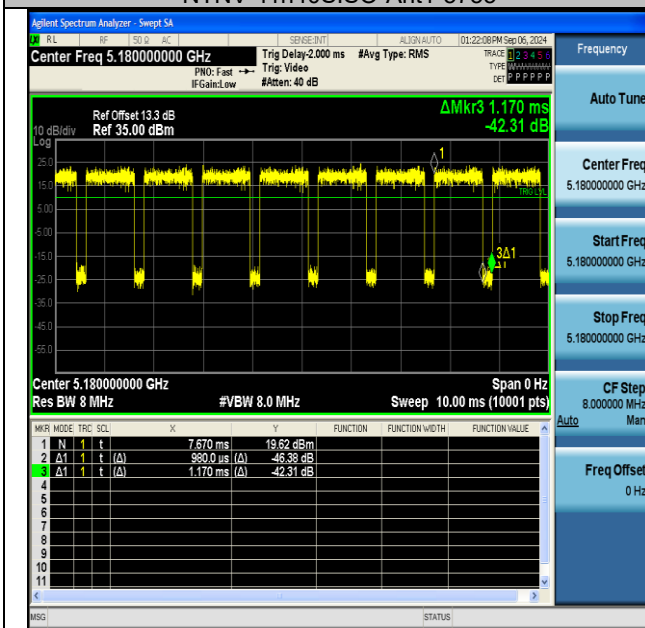 Agilent Spectrum Analyzer - Swept SA
RL RF 50 Ω AC SENSE:INT ALIGN AUTO 01:22:08 PM Sep 06, 2024
Center Freq 5.180000000 GHz
PNO: Fast
IFGain:Low
Trig Delay-2.000 ms
Trig: Video
#Atten: 40 dB
#Avg Type: RMS
TRACE 1 2 3 4 5 6
TYPE
DET P P P P P P
Frequency
Ref Offset 13.3 dB
10 dB/div Ref 35.00 dBm
Log
ΔMkr3 1.170 ms
-42.31 dB
25.0
15.0
5.00
-5.00
-15.0
-25.0
-35.0
-45.0
-55.0
1
TRIG LVL
3Δ1
Center 5.180000000 GHz Span 0 Hz
Res BW 8 MHz #VBW 8.0 MHz Sweep 10.00 ms (10001 pts)
MKR MODE TRC SCL X Y FUNCTION FUNCTION WIDTH FUNCTION VALUE
1 N 1 t 7.670 ms 19.62 dBm
2 Δ1 1 t (Δ) 980.0 µs (Δ) -46.38 dB
3 Δ1 1 t (Δ) 1.170 ms (Δ) -42.31 dB
4
5
6
7
8
9
10
11
MSG STATUS
Auto Tune
Center Freq
5.180000000 GHz
Start Freq
5.180000000 GHz
Stop Freq
5.180000000 GHz
CF Step
8.000000 MHz
Auto Man
Freq Offset
0 Hz